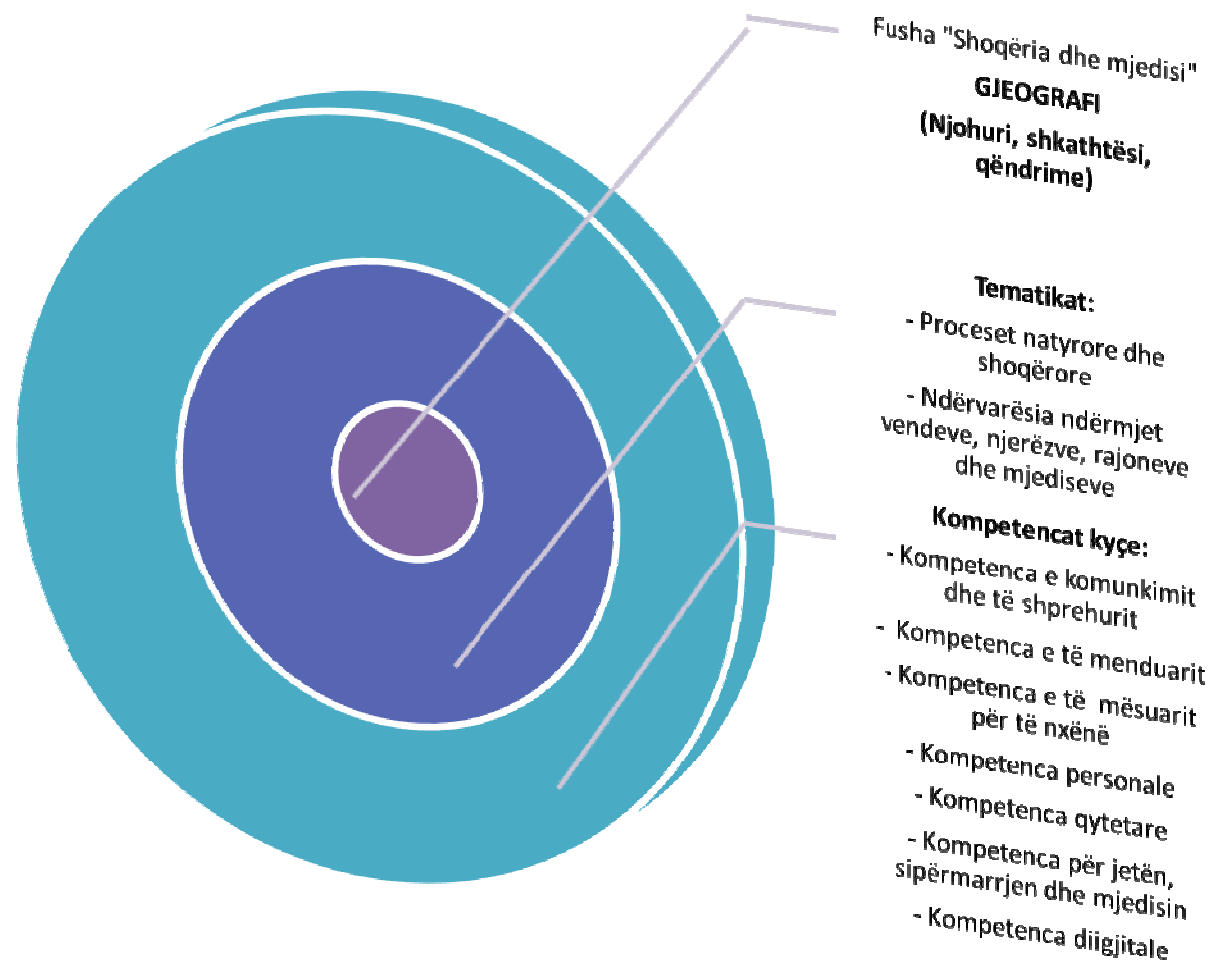 Fusha "Shoqëria dhe mjedisi"
GJEOGRAFI
(Njohuri, shkathtësi,
qëndrime)
Tematikat:
- Proceset natyrore dhe
shoqërore
- Ndërvarësia ndërmjet
vendeve, njerëzve, rajoneve
dhe mjediseve
Kompetencat kyçe:
- Kompetenca e komunkimit
dhe të shprehurit
- Kompetenca e të menduarit
- Kompetenca e të mësuarit
për të nxënë
- Kompetenca personale
- Kompetenca qytetare
- Kompetenca për jetën,
sipërmarrjen dhe mjedisin
- Kompetenca diigjitale